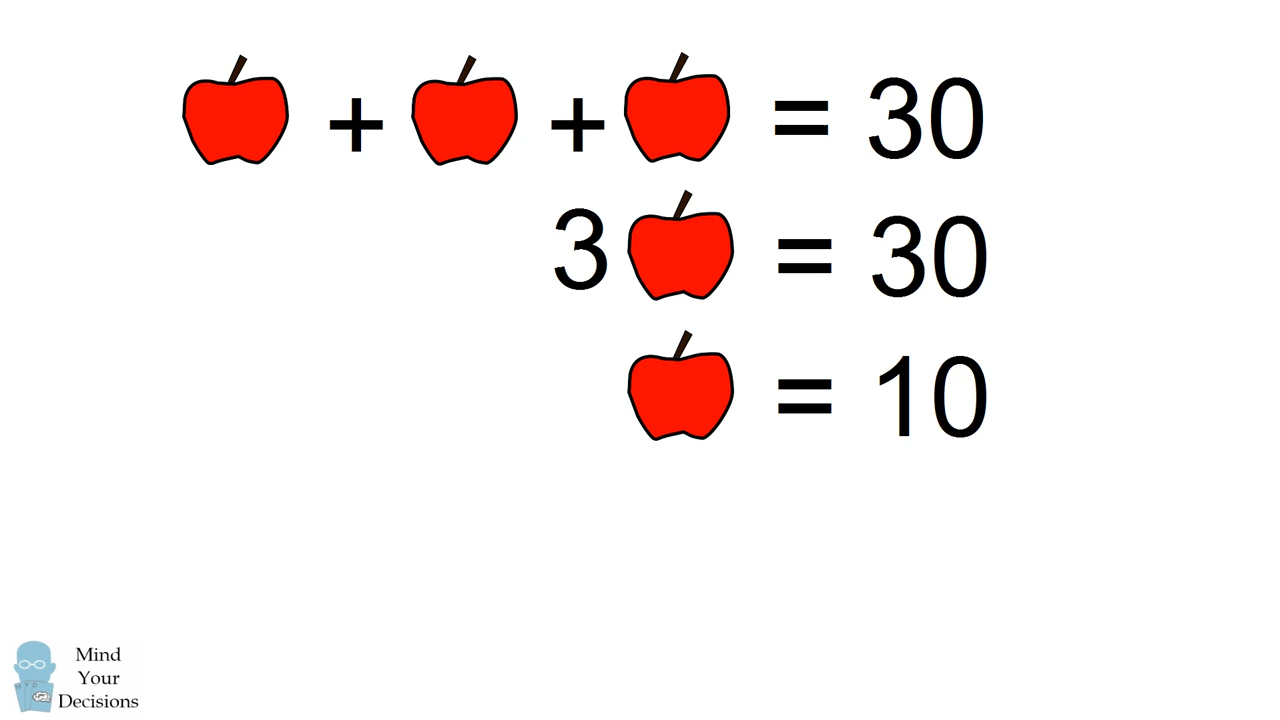 + + = 30
3 = 30
= 10
Mind
Your
Decisions